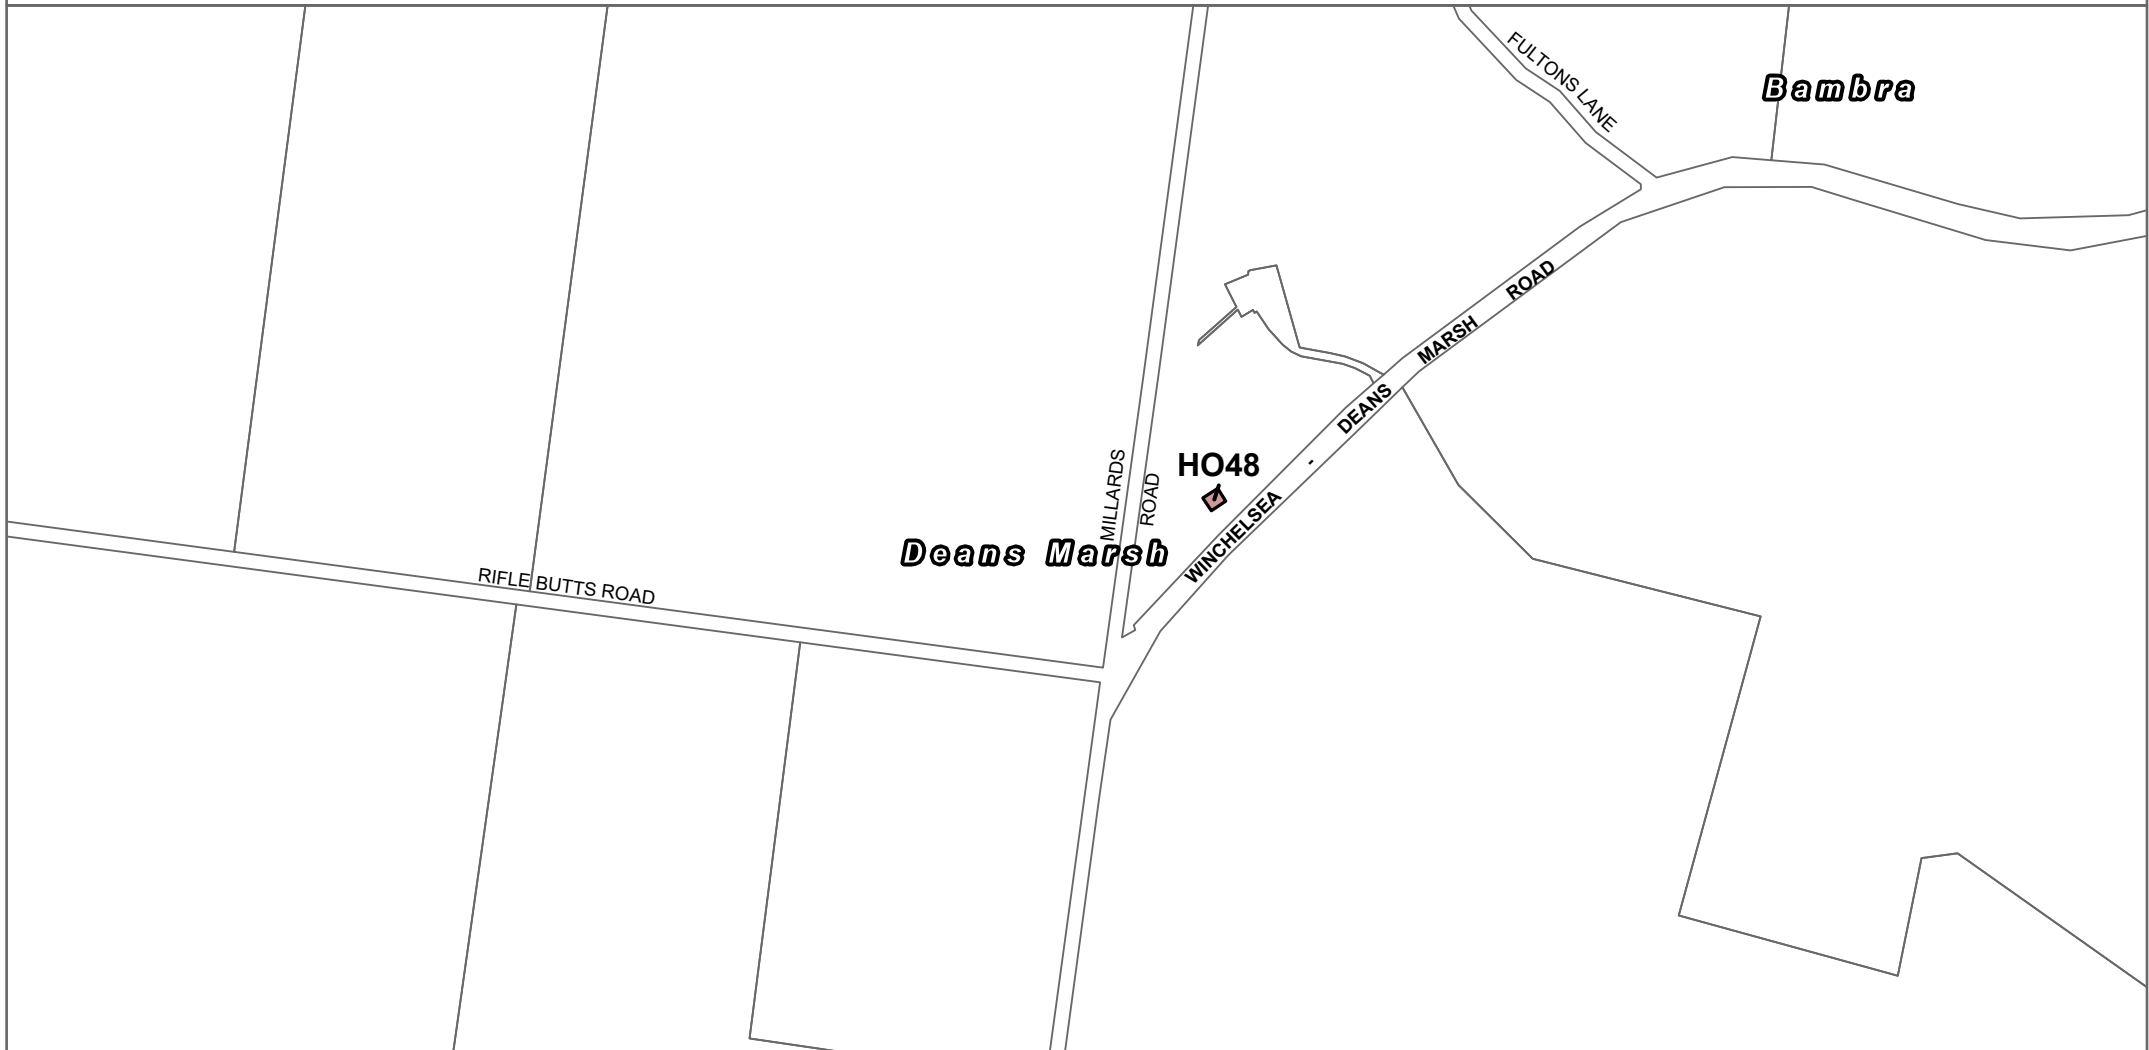 FULTONS LANE
Bambra
WINCHELSEA - DEANS MARSH ROAD
HO48
MILLARDS ROAD
Deans Marsh
RIFLE BUTTS ROAD